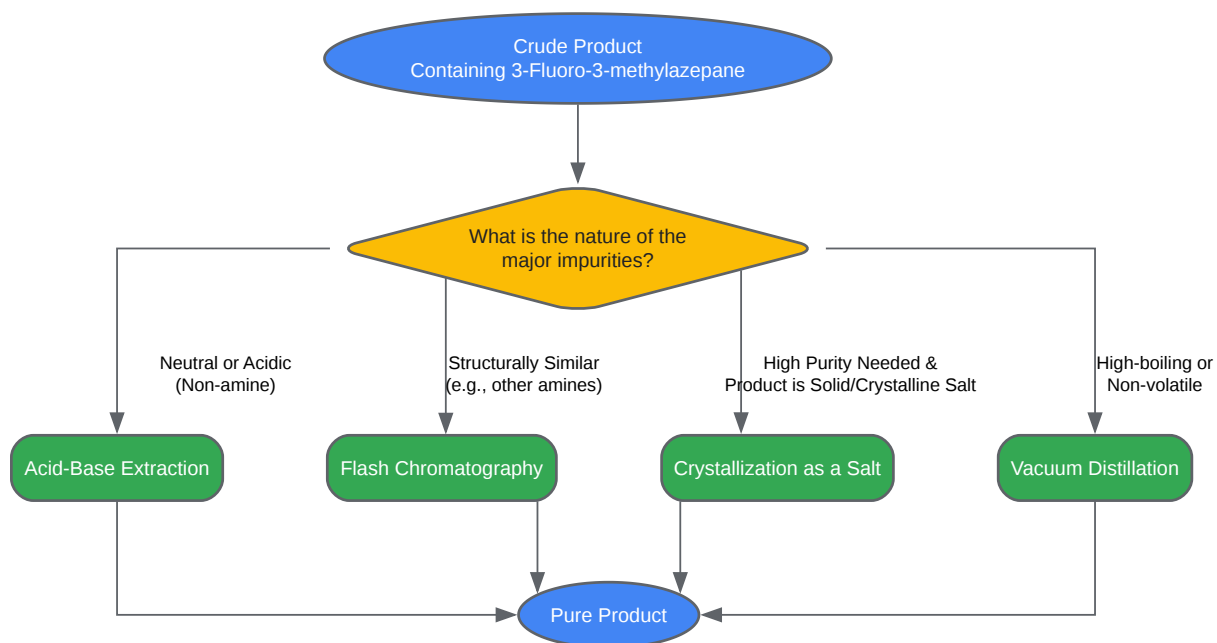 Crude Product
Containing 3-Fluoro-3-methylazepane
What is the nature of the
major impurities?
Neutral or Acidic
(Non-amine)
Structurally Similar
(e.g., other amines)
High Purity Needed &
Product is Solid/Crystalline Salt
High-boiling or
Non-volatile
Acid-Base Extraction
Flash Chromatography
Crystallization as a Salt
Vacuum Distillation
Pure Product